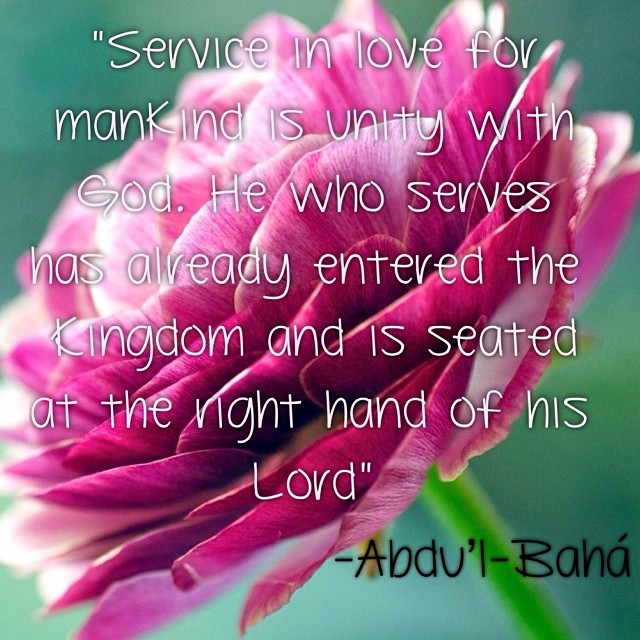 "Service in love for
mankind is unity with
God. He who serves
has already entered the
Kingdom and is seated
at the right hand of his
Lord"
-Abdu'l-Bahá